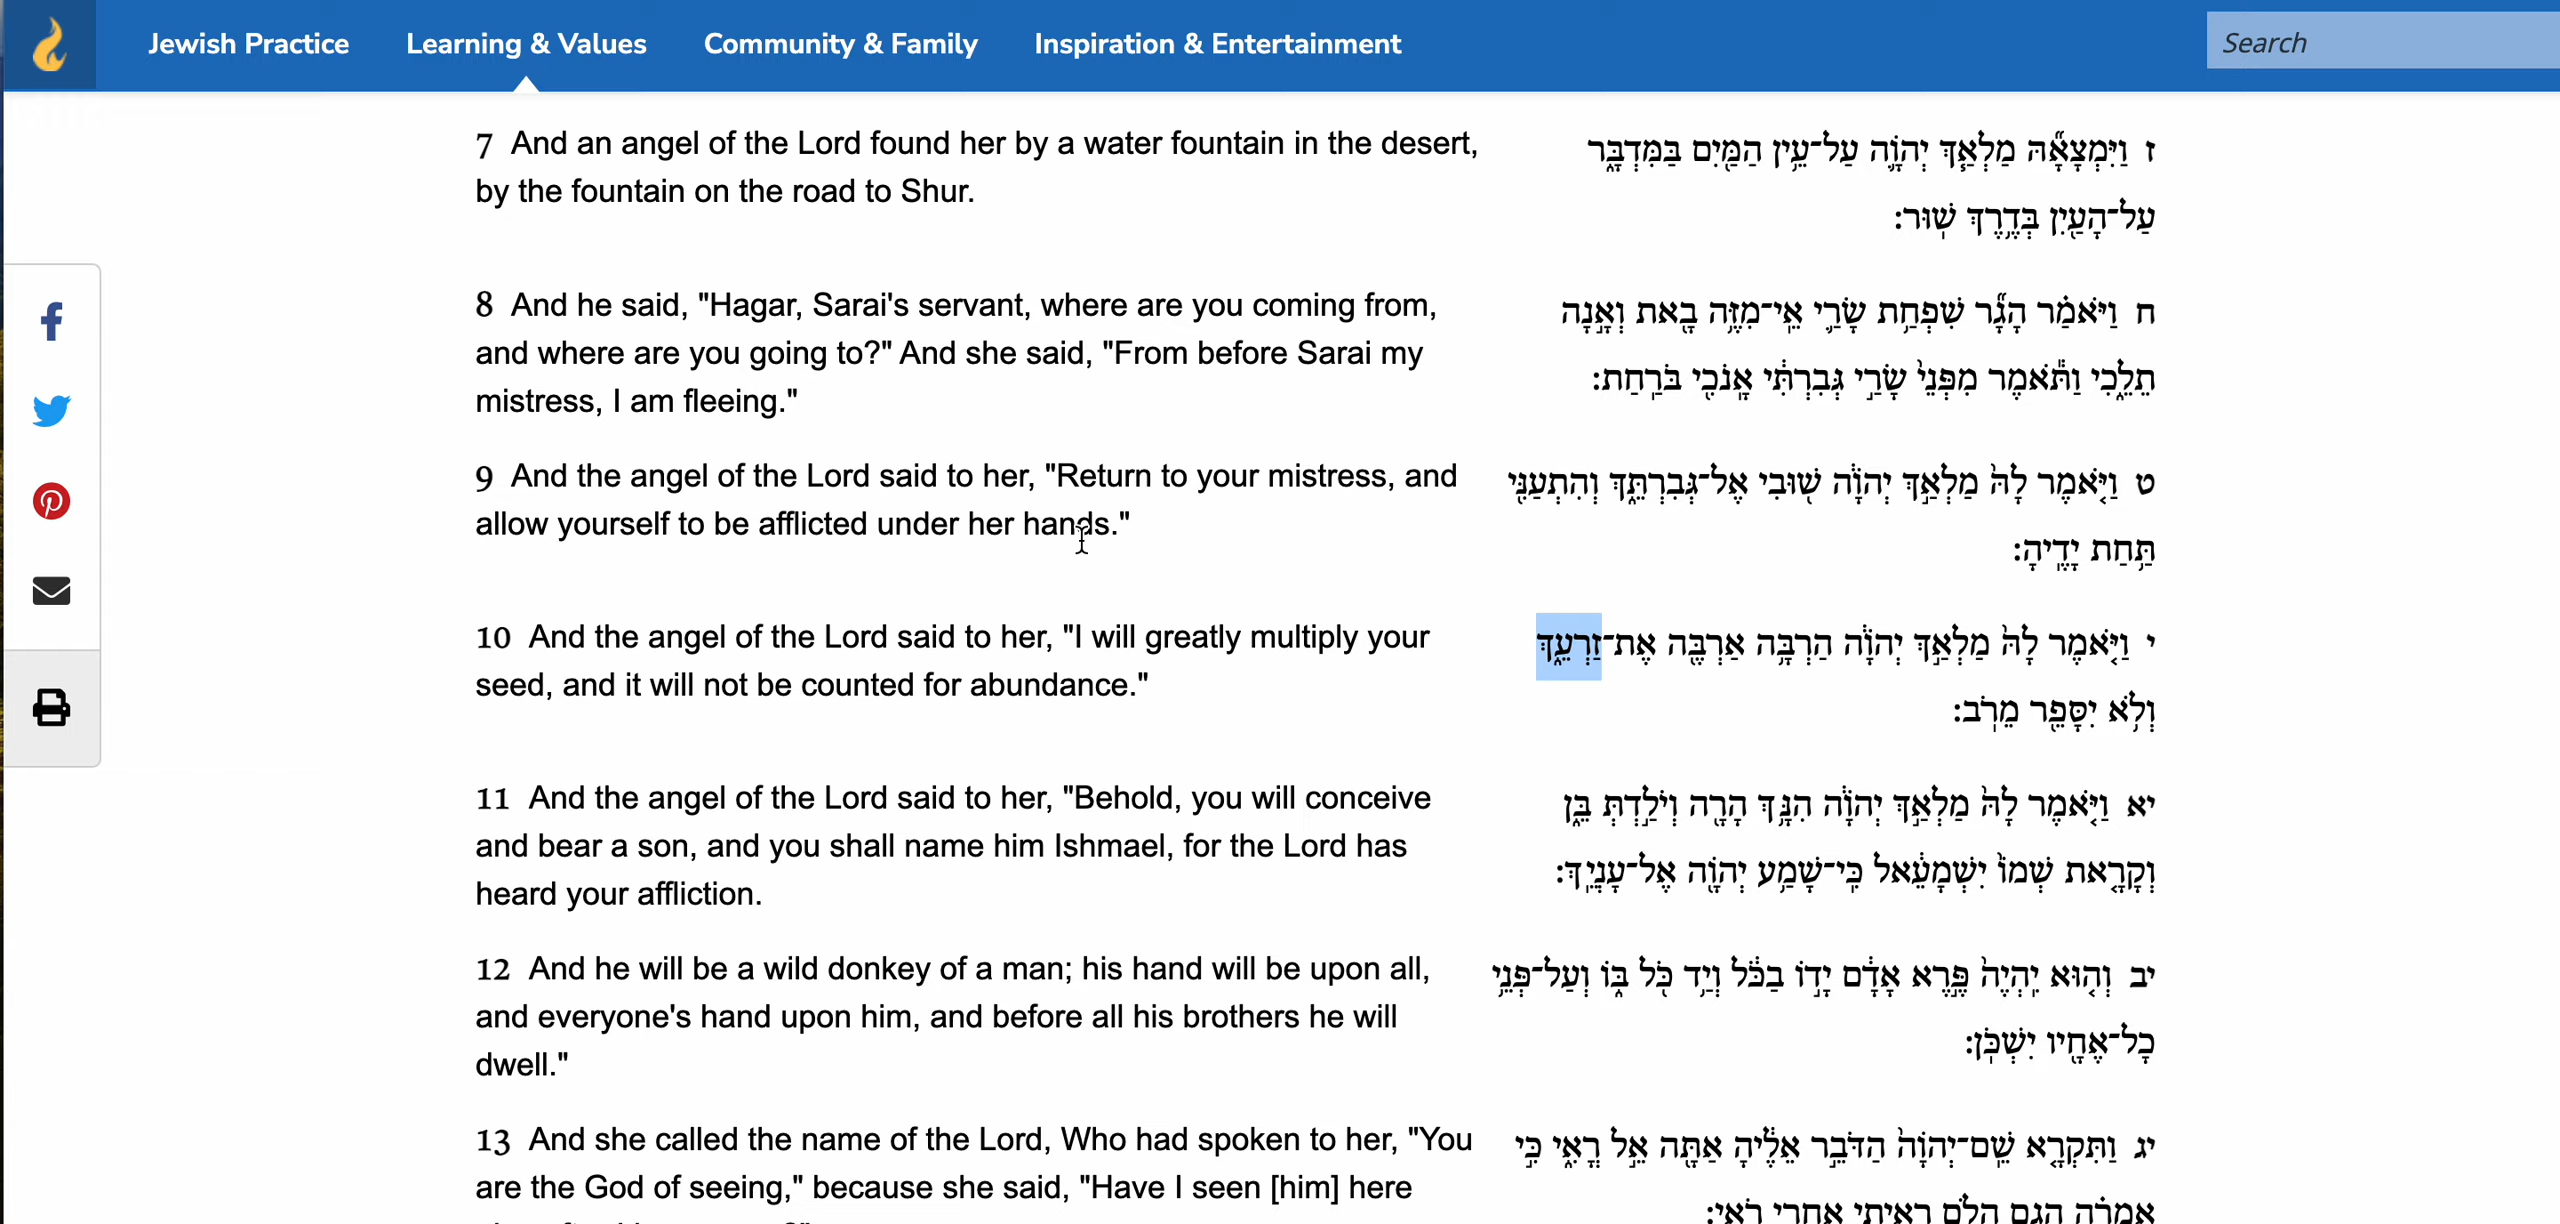 Jewish Practice Learning & Values Community & Family Inspiration & Entertainment Search
7 And an angel of the Lord found her by a water fountain in the desert,
by the fountain on the road to Shur.
ז וַיִּמְצָאָ֞הּ מַלְאַ֧ךְ יְהֹוָ֛ה עַל־עֵ֥ין הַמַּ֖יִם בַּמִּדְבָּ֑ר
עַל־הָעַ֖יִן בְּדֶ֥רֶךְ שֽׁוּר:
8 And he said, "Hagar, Sarai's servant, where are you coming from,
and where are you going to?" And she said, "From before Sarai my
mistress, I am fleeing."
ח וַיֹּאמַ֗ר הָגָ֞ר שִׁפְחַ֥ת שָׂרַ֛י אֵֽי־מִזֶּ֥ה בָ֖את וְאָ֣נָה
תֵלֵ֑כִי וַתֹּ֕אמֶר מִפְּנֵי֙ שָׂרַ֣י גְּבִרְתִּ֔י אָֽנֹכִ֖י בֹּרַֽחַת:
9 And the angel of the Lord said to her, "Return to your mistress, and
allow yourself to be afflicted under her hands."
ט וַיֹּ֤אמֶר לָהּ֙ מַלְאַ֣ךְ יְהֹוָ֔ה שׁ֖וּבִי אֶל־גְּבִרְתֵּ֑ךְ וְהִתְעַנִּ֖י
תַּ֥חַת יָדֶֽיהָ:
10 And the angel of the Lord said to her, "I will greatly multiply your
seed, and it will not be counted for abundance."
י וַיֹּ֤אמֶר לָהּ֙ מַלְאַ֣ךְ יְהֹוָ֔ה הַרְבָּ֥ה אַרְבֶּ֖ה אֶת־זַרְעֵ֑ךְ
וְלֹ֥א יִסָּפֵ֖ר מֵרֹֽב:
11 And the angel of the Lord said to her, "Behold, you will conceive
and bear a son, and you shall name him Ishmael, for the Lord has
heard your affliction.
יא וַיֹּ֤אמֶר לָהּ֙ מַלְאַ֣ךְ יְהֹוָ֔ה הִנָּ֥ךְ הָרָ֖ה וְיֹלַ֣דְתְּ בֵּ֑ן
וְקָרָ֤את שְׁמוֹ֙ יִשְׁמָעֵ֔אל כִּֽי־שָׁמַ֥ע יְהֹוָ֖ה אֶל־עָנְיֵֽךְ:
12 And he will be a wild donkey of a man; his hand will be upon all,
and everyone's hand upon him, and before all his brothers he will
dwell."
יב וְה֤וּא יִֽהְיֶה֙ פֶּ֣רֶא אָדָ֔ם יָד֣וֹ בַכֹּ֔ל וְיַ֥ד כֹּ֖ל בּ֑וֹ וְעַל־פְּנֵ֥י
כָל־אֶחָ֖יו יִשְׁכֹּֽן:
13 And she called the name of the Lord, Who had spoken to her, "You
are the God of seeing," because she said, "Have I seen [him] here
יג וַתִּקְרָ֤א שֵֽׁם־יְהֹוָה֙ הַדֹּבֵ֣ר אֵלֶ֔יהָ אַתָּ֖ה אֵ֣ל רֳאִ֑י כִּ֣י
אָמְרָ֗ה הֲגַ֥ם הֲלֹ֛ם רָאִ֖יתִי אַֽחֲרֵ֥י רֹאִֽי: